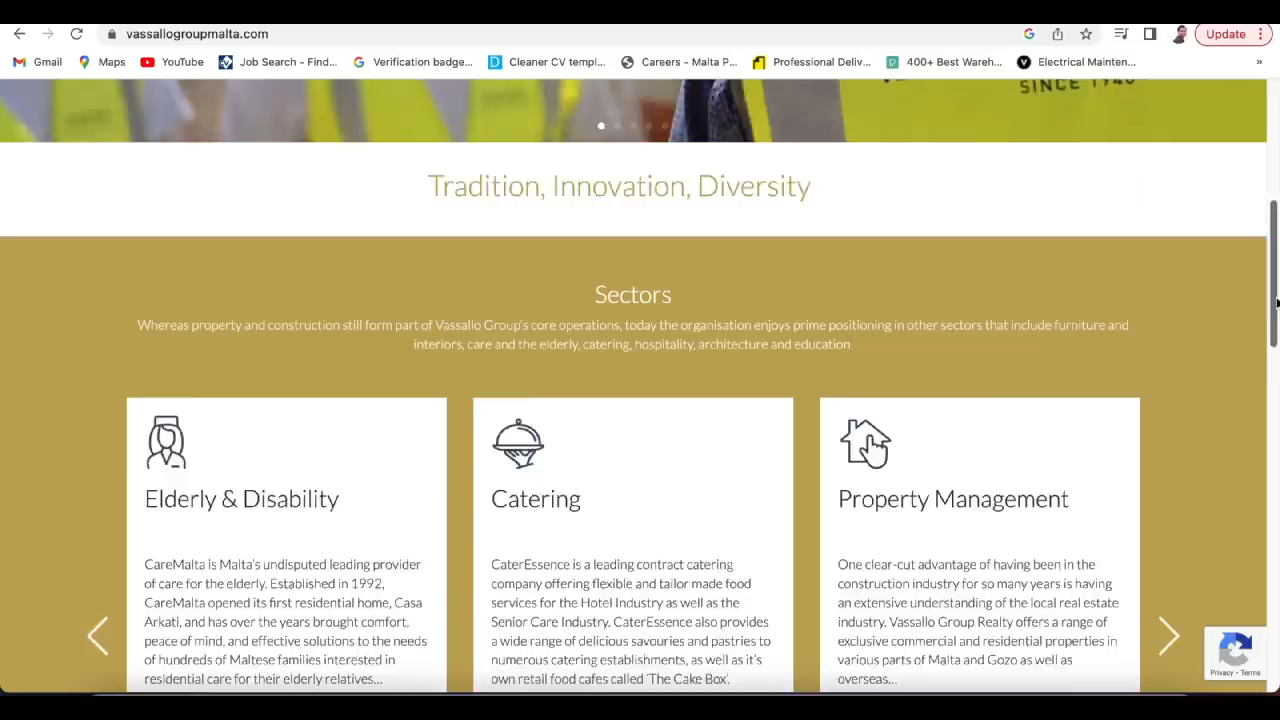 vassallogroupmalta.com
Update
Gmail
Maps
YouTube
Job Search - Find...
Verification badge...
Cleaner CV templ...
Careers – Malta P...
Professional Deliv...
400+ Best Wareh...
Electrical Mainten...
»
SINCE 1946
Tradition, Innovation, Diversity
Sectors
Whereas property and construction still form part of Vassallo Group's core operations, today the organisation enjoys prime positioning in other sectors that include furniture and
interiors, care and the elderly, catering, hospitality, architecture and education.
Elderly & Disability
CareMalta is Malta's undisputed leading provider
of care for the elderly. Established in 1992,
CareMalta opened its first residential home, Casa
Arkati, and has over the years brought comfort,
peace of mind, and effective solutions to the needs
of hundreds of Maltese families interested in
residential care for their elderly relatives...
Catering
CaterEssence is a leading contract catering
company offering flexible and tailor made food
services for the Hotel Industry as well as the
Senior Care Industry. CaterEssence also provides
a wide range of delicious savouries and pastries to
numerous catering establishments, as well as it's
own retail food cafes called 'The Cake Box'.
Property Management
One clear-cut advantage of having been in the
construction industry for so many years is having
an extensive understanding of the local real estate
industry. Vassallo Group Realty offers a range of
exclusive commercial and residential properties in
various parts of Malta and Gozo as well as
overseas...
Privacy - Terms